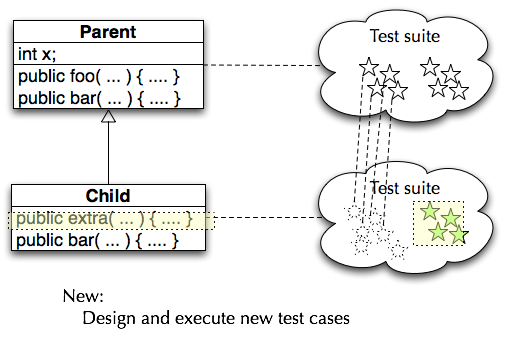 Parent
int x;
public foo( ... ) { .... }
public bar( ... ) { .... }
Test suite
Child
public extra( ... ) { .... }
public bar( ... ) { .... }
Test suite
New:
Design and execute new test cases